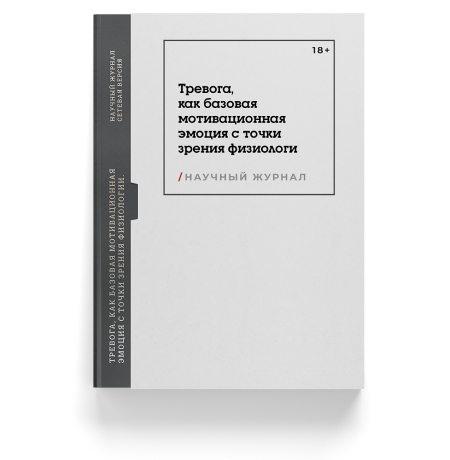 18+
Тревога,
как базовая
мотивационная
эмоция с точки
зрения физиологи
/НАУЧНЫЙ ЖУРНАЛ
НАУЧНЫЙ ЖУРНАЛ
СЕТЕВАЯ ВЕРСИЯ
ТРЕВОГА, КАК БАЗОВАЯ МОТИВАЦИОННАЯ
ЭМОЦИЯ С ТОЧКИ ЗРЕНИЯ ФИЗИОЛОГИИ.